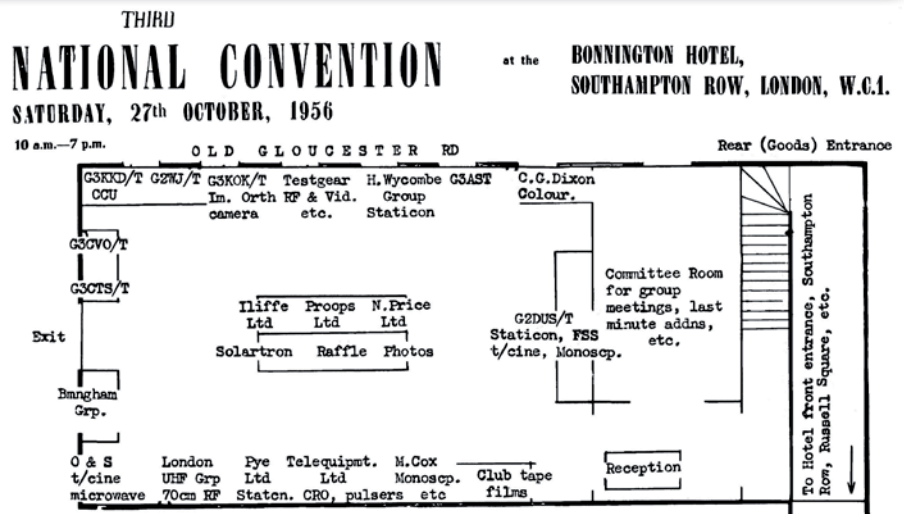 THIRD
NATIONAL CONVENTION
at the
BONNINGTON HOTEL,
SOUTHAMPTON ROW, LONDON, W.C.1.
SATURDAY, 27th OCTOBER, 1956
10 a.m.—7 p.m.
OLD GLOUCESTER RD
Rear (Goods) Entrance
G3KKD/T
CCU
G2WJ/T
G3KOK/T
Im. Orth
camera
Testgear
RF & Vid.
etc.
H.Wycombe
Group
Staticon
G3AST
C.G.Dixon
Colour.
G3CVO/T
G3CTS/T
Exit
Bmngham
Grp.
Iliffe
Ltd
Proops
Ltd
N.Price
Ltd
Solartron
Raffle
Photos
G2DUS/T
Staticon, FSS
t/cine, Monoscp.
Committee Room
for group
meetings, last
minute addns,
etc.
To Hotel front entrance, Southampton
Row, Russell Square, etc.
O & S
t/cine
microwave
London
UHF Grp
70cm RF
Pye
Ltd
Statcn.
Telequipmt.
Ltd
CRO, pulsers
M.Cox
Monoscp.
etc
Club tape
films
Reception